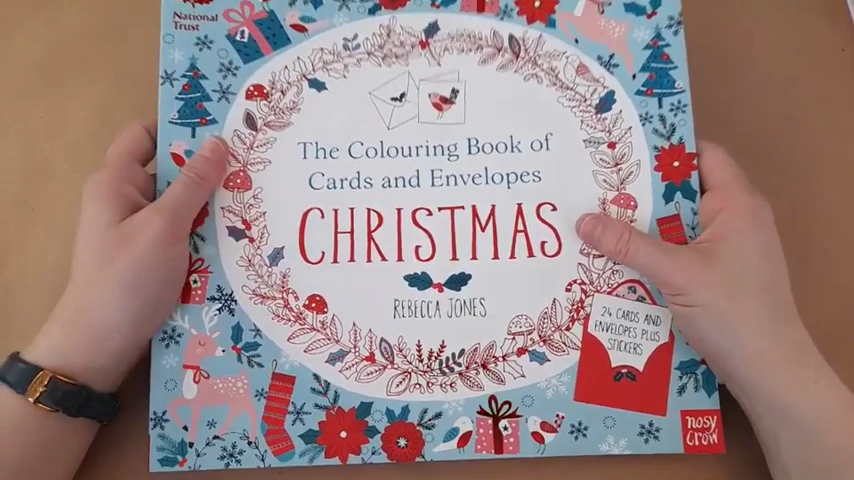 National
Trust
The Colouring Book of
Cards and Envelopes
CHRISTMAS
REBECCA JONES
24 CARDS AND
ENVELOPES PLUS
STICKERS
nosy
crow